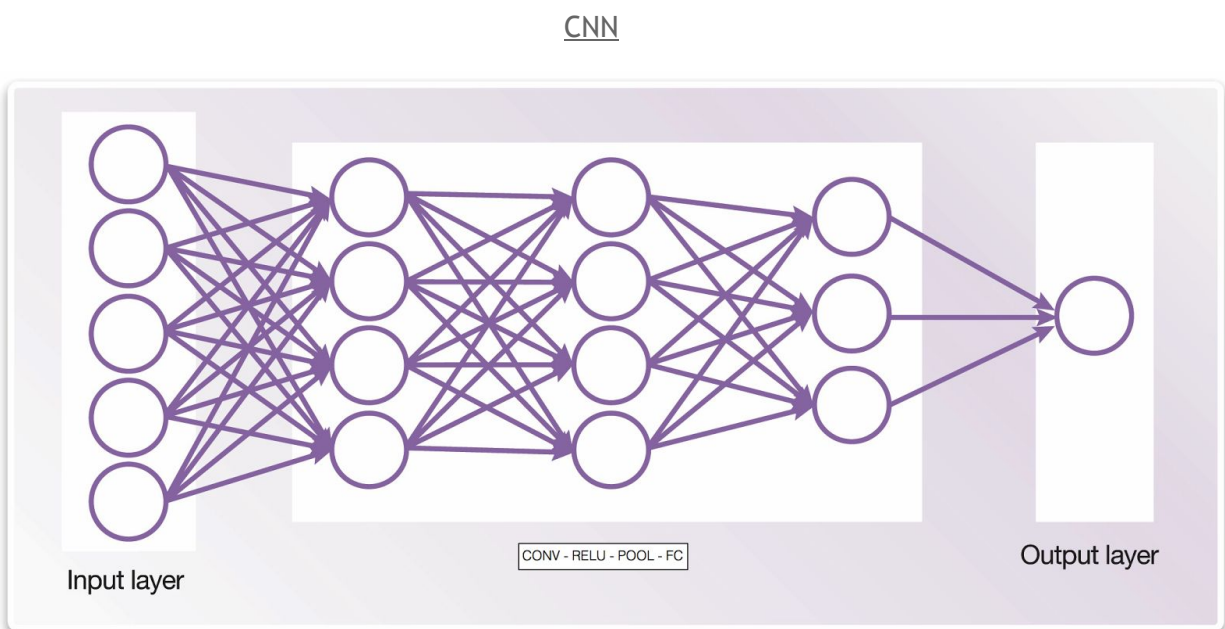 CNN
CONV - RELU - POOL - FC
Input layer
Output layer